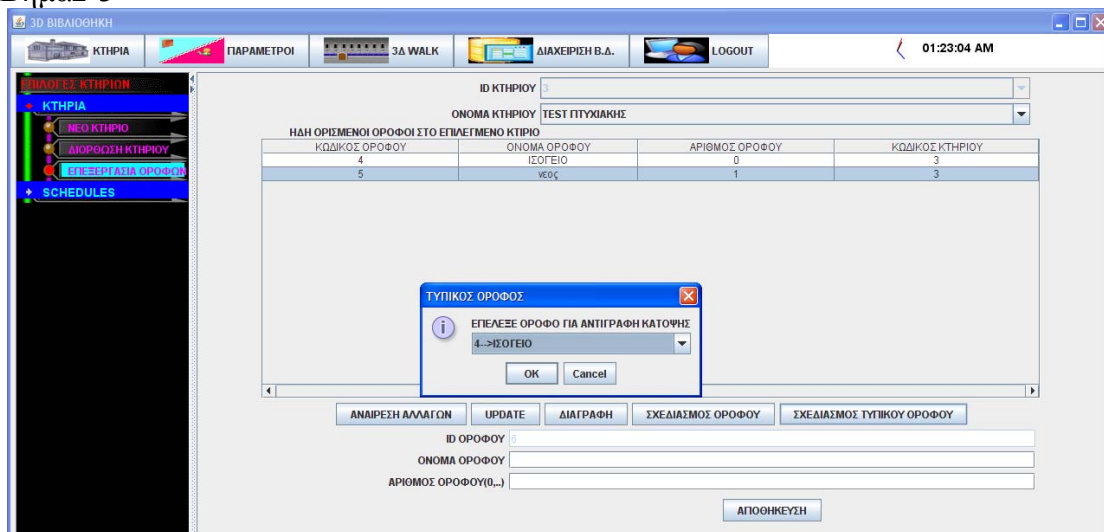 3D ΒΙΒΛΙΟΘΗΚΗ
ΚΤΗΡΙΑ ΠΑΡΑΜΕΤΡΟΙ 3Δ WALK ΔΙΑΧΕΙΡΙΣΗ Β.Δ. LOGOUT 01:23:04 AM
ΕΠΙΛΟΓΕΣ ΚΤΗΡΙΩΝ
ΚΤΗΡΙΑ
ΝΕΟ ΚΤΗΡΙΟ
ΔΙΟΡΘΩΣΗ ΚΤΗΡΙΟΥ
ΕΠΕΞΕΡΓΑΣΙΑ ΟΡΟΦΩΝ
SCHEDULES
ID ΚΤΗΡΙΟΥ 3
ΟΝΟΜΑ ΚΤΗΡΙΟΥ TEST ΠΤΥΧΙΑΚΗΣ
ΗΔΗ ΟΡΙΣΜΕΝΟΙ ΟΡΟΦΟΙ ΣΤΟ ΕΠΙΛΕΓΜΕΝΟ ΚΤΙΡΙΟ
ΚΩΔΙΚΟΣ ΟΡΟΦΟΥ ΟΝΟΜΑ ΟΡΟΦΟΥ ΑΡΙΘΜΟΣ ΟΡΟΦΟΥ ΚΩΔΙΚΟΣ ΚΤΗΡΙΟΥ
4 ΙΣΟΓΕΙΟ 0 3
5 νεος 1 3
ΤΥΠΙΚΟΣ ΟΡΟΦΟΣ
ΕΠΕΛΕΞΕ ΟΡΟΦΟ ΓΙΑ ΑΝΤΙΓΡΑΦΗ ΚΑΤΟΨΗΣ
4-->ΙΣΟΓΕΙΟ
OK Cancel
ΑΝΑΙΡΕΣΗ ΑΛΛΑΓΩΝ UPDATE ΔΙΑΓΡΑΦΗ ΣΧΕΔΙΑΣΜΟΣ ΟΡΟΦΟΥ ΣΧΕΔΙΑΣΜΟΣ ΤΥΠΙΚΟΥ ΟΡΟΦΟΥ
ID ΟΡΟΦΟΥ 6
ΟΝΟΜΑ ΟΡΟΦΟΥ
ΑΡΙΘΜΟΣ ΟΡΟΦΟΥ(0,..)
ΑΠΟΘΗΚΕΥΣΗ